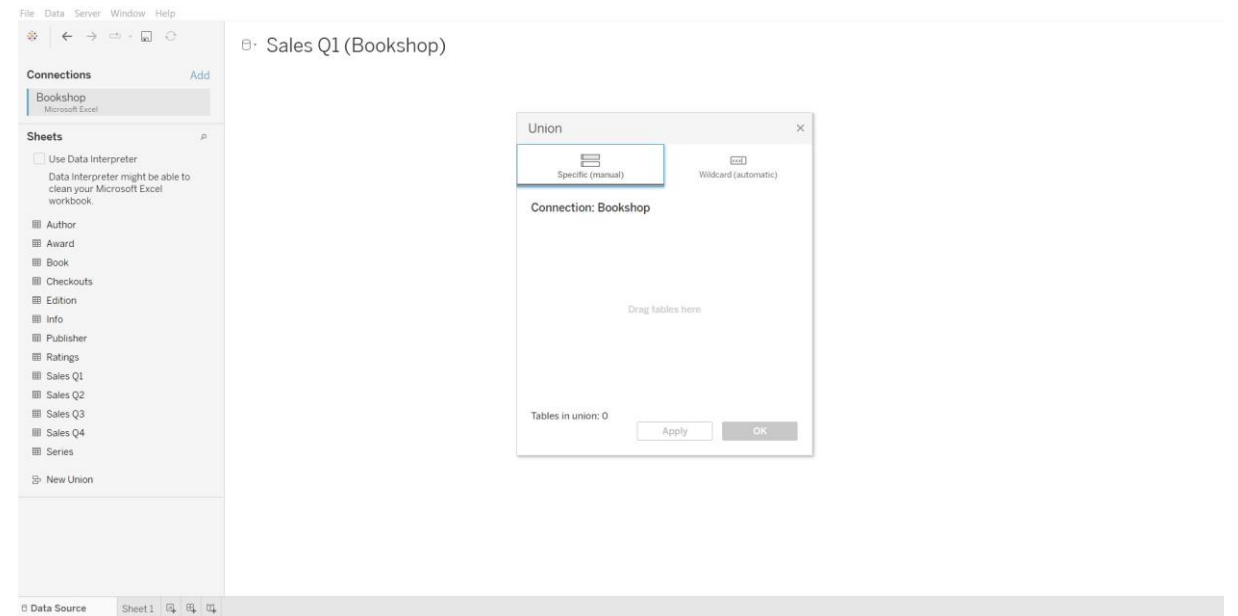 File Data Server Window Help
Sales Q1 (Bookshop)
Connections Add
Bookshop
Microsoft Excel
Sheets
Use Data Interpreter
Data Interpreter might be able to
clean your Microsoft Excel
workbook.
Author
Award
Book
Checkouts
Edition
Info
Publisher
Ratings
Sales Q1
Sales Q2
Sales Q3
Sales Q4
Series
New Union
Union
Specific (manual) Wildcard (automatic)
Connection: Bookshop
Drag tables here
Tables in union: 0
Apply OK
Data Source Sheet 1